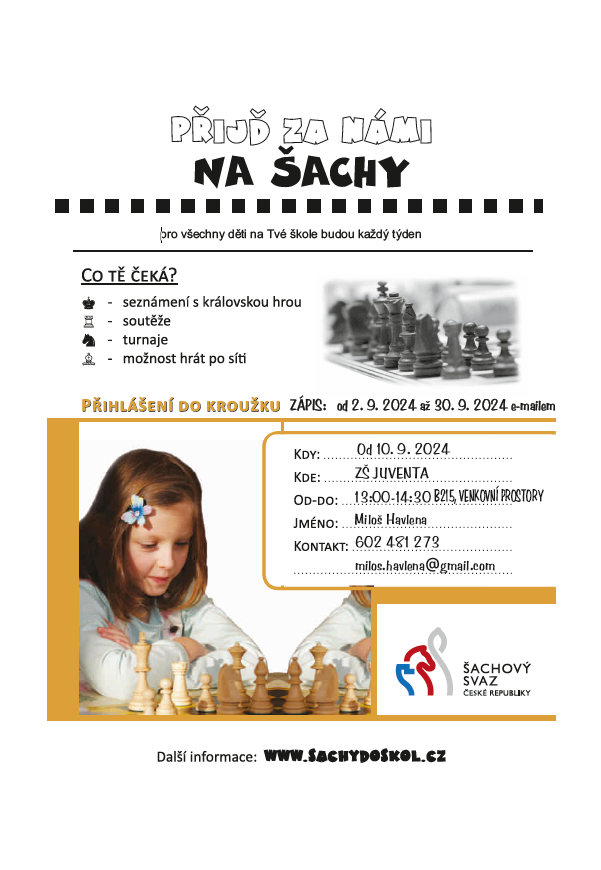 PŘIJĎ ZA NÁMI
NA ŠACHY
pro všechny děti na Tvé škole budou každý týden
CO TĚ ČEKÁ?
- seznámení s královskou hrou
- soutěže
- turnaje
- možnost hrát po síti
PŘIHLÁŠENÍ DO KROUŽKU ZÁPIS: od 2. 9. 2024 až 30. 9. 2024 e-mailem
KDY: Od 10. 9. 2024
KDE: ZŠ JUVENTA
OD-DO: 13:00-14:30 B215, VENKOVNÍ PROSTORY
JMÉNO: Miloš Havlena
KONTAKT: 602 481 273
milos.havlena@gmail.com
ŠACHOVÝ
SVAZ
ČESKÉ REPUBLIKY
Další informace: WWW.SACHYDOSKOL.CZ